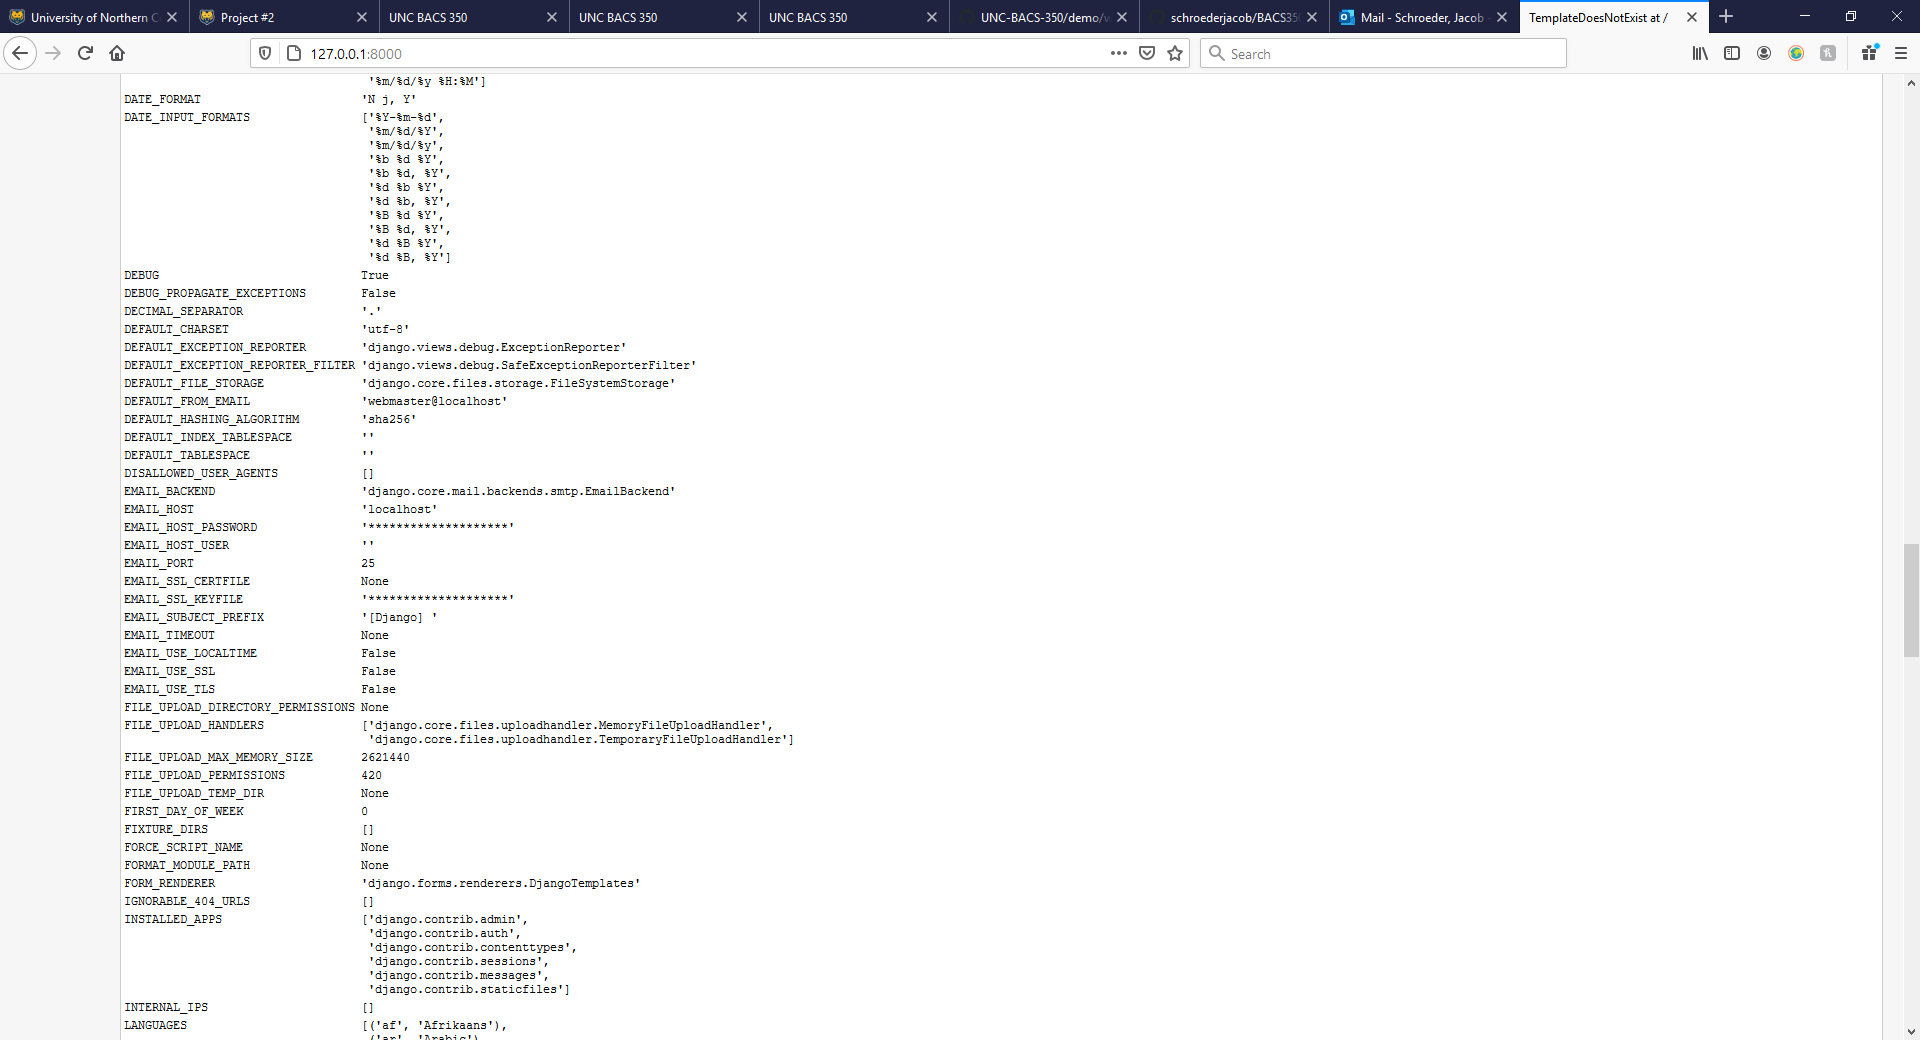 University of Northern C
Project #2
UNC BACS 350
UNC BACS 350
UNC BACS 350
UNC-BACS-350/demo/w
schroederjacob/BACS35
Mail - Schroeder, Jacob -
TemplateDoesNotExist at /
127.0.0.1:8000
Search
'%m/%d/%y %H:%M']
DATE_FORMAT 'N j, Y'
DATE_INPUT_FORMATS ['%Y-%m-%d',
'%m/%d/%Y',
'%m/%d/%y',
'%b %d %Y',
'%b %d, %Y',
'%d %b %Y',
'%d %b, %Y',
'%B %d %Y',
'%B %d, %Y',
'%d %B %Y',
'%d %B, %Y']
DEBUG True
DEBUG_PROPAGATE_EXCEPTIONS False
DECIMAL_SEPARATOR '.'
DEFAULT_CHARSET 'utf-8'
DEFAULT_EXCEPTION_REPORTER 'django.views.debug.ExceptionReporter'
DEFAULT_EXCEPTION_REPORTER_FILTER 'django.views.debug.SafeExceptionReporterFilter'
DEFAULT_FILE_STORAGE 'django.core.files.storage.FileSystemStorage'
DEFAULT_FROM_EMAIL 'webmaster@localhost'
DEFAULT_HASHING_ALGORITHM 'sha256'
DEFAULT_INDEX_TABLESPACE ''
DEFAULT_TABLESPACE ''
DISALLOWED_USER_AGENTS []
EMAIL_BACKEND 'django.core.mail.backends.smtp.EmailBackend'
EMAIL_HOST 'localhost'
EMAIL_HOST_PASSWORD '********************'
EMAIL_HOST_USER ''
EMAIL_PORT 25
EMAIL_SSL_CERTFILE None
EMAIL_SSL_KEYFILE '********************'
EMAIL_SUBJECT_PREFIX '[Django] '
EMAIL_TIMEOUT None
EMAIL_USE_LOCALTIME False
EMAIL_USE_SSL False
EMAIL_USE_TLS False
FILE_UPLOAD_DIRECTORY_PERMISSIONS None
FILE_UPLOAD_HANDLERS ['django.core.files.uploadhandler.MemoryFileUploadHandler',
'django.core.files.uploadhandler.TemporaryFileUploadHandler']
FILE_UPLOAD_MAX_MEMORY_SIZE 2621440
FILE_UPLOAD_PERMISSIONS 420
FILE_UPLOAD_TEMP_DIR None
FIRST_DAY_OF_WEEK 0
FIXTURE_DIRS []
FORCE_SCRIPT_NAME None
FORMAT_MODULE_PATH None
FORM_RENDERER 'django.forms.renderers.DjangoTemplates'
IGNORABLE_404_URLS []
INSTALLED_APPS ['django.contrib.admin',
'django.contrib.auth',
'django.contrib.contenttypes',
'django.contrib.sessions',
'django.contrib.messages',
'django.contrib.staticfiles']
INTERNAL_IPS []
LANGUAGES [('af', 'Afrikaans'),
('ar', 'Arabic'),